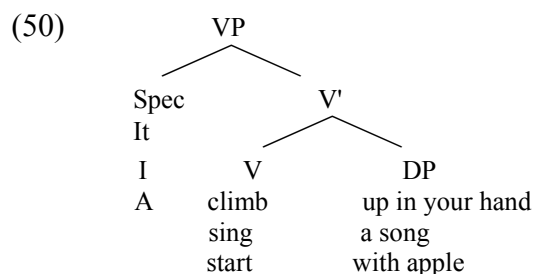 (50) VP
Spec V'
It
I V DP
A climb up in your hand
sing a song
start with apple